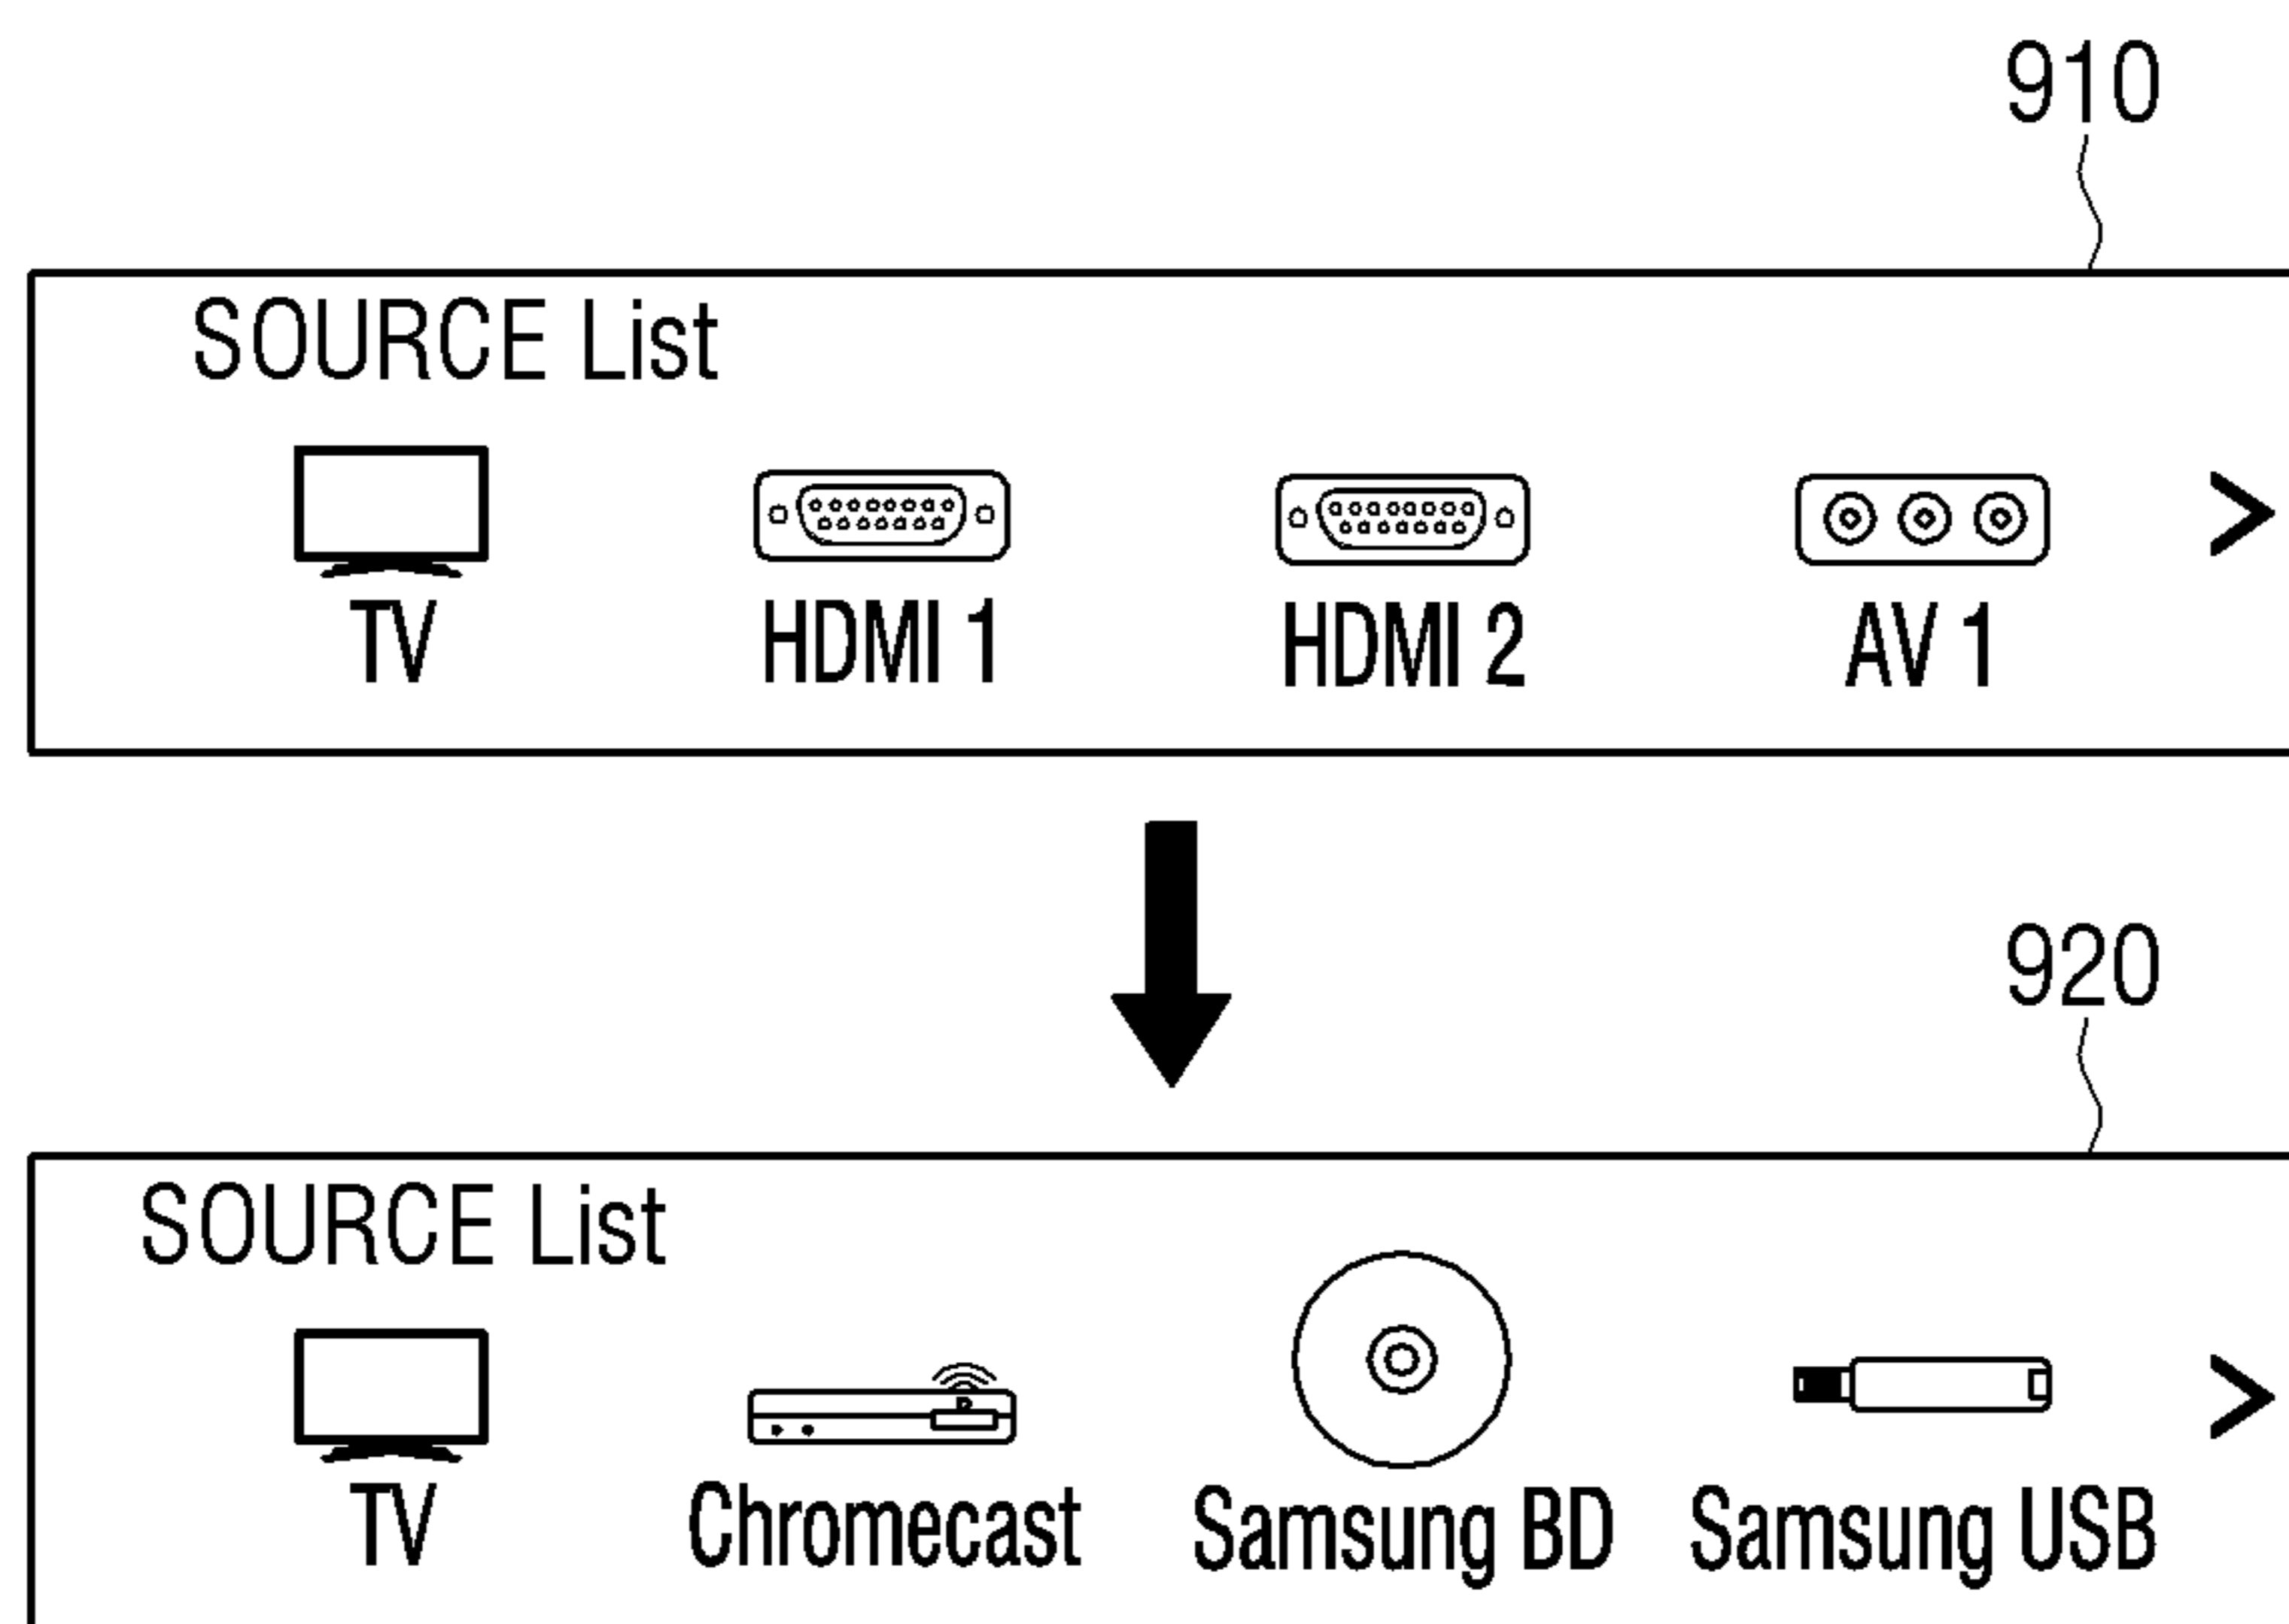 910
SOURCE List
TV HDMI 1 HDMI 2 AV 1 >
920
SOURCE List
TV Chromecast Samsung BD Samsung USB >